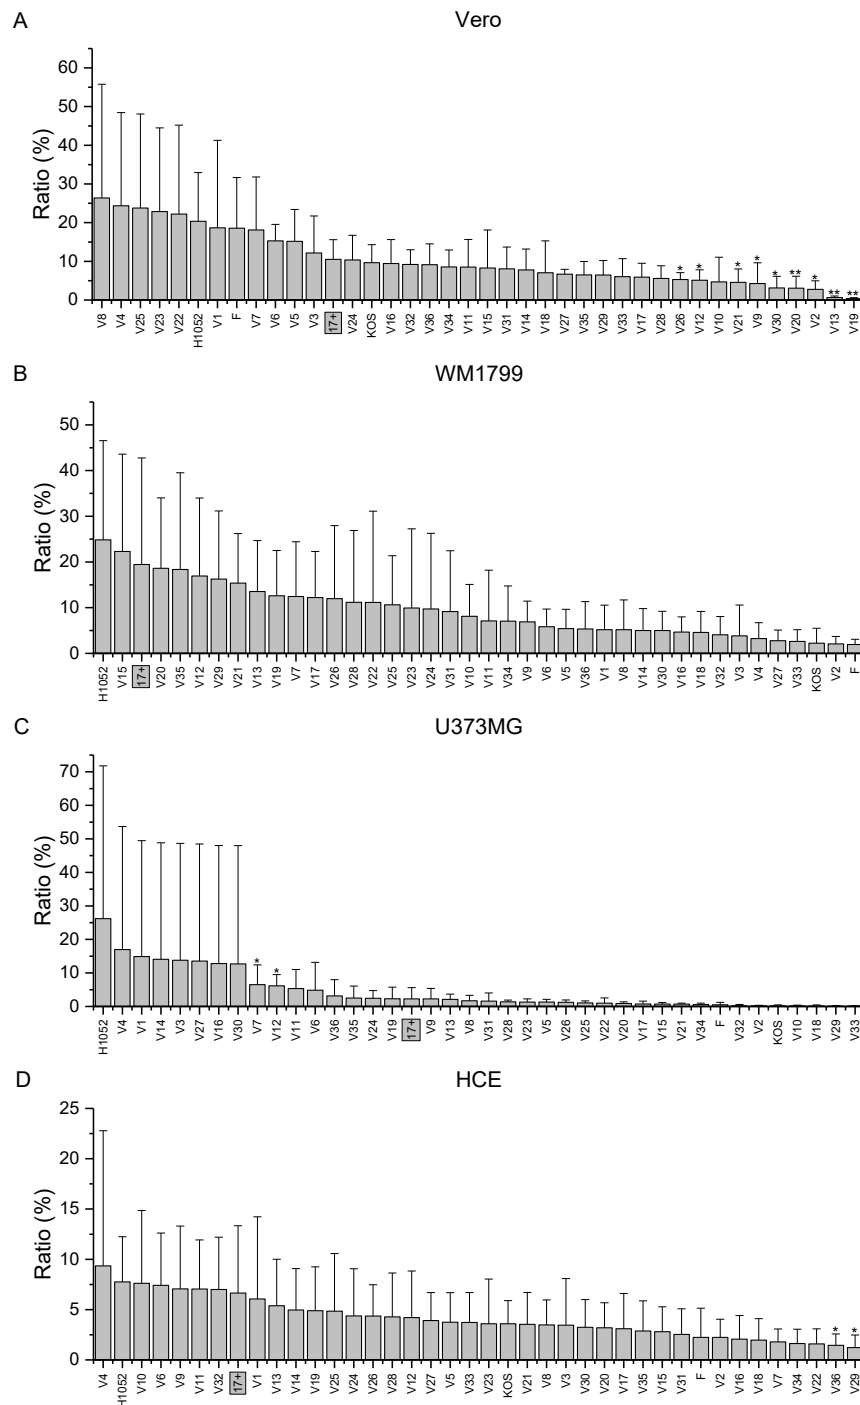 A
Vero
Ratio (%)
60
50
40
30
20
10
0
* * * * * ** * ** **
V8 V4 V25 V23 V22 H1052 V1 F V7 V6 V5 V3 17+ V24 KOS V16 V32 V36 V34 V11 V15 V31 V14 V18 V27 V35 V29 V33 V17 V28 V26 V12 V10 V21 V9 V30 V20 V2 V13 V19
B
WM1799
Ratio (%)
50
40
30
20
10
0
H1052 V15 17+ V20 V35 V12 V29 V21 V13 V19 V7 V17 V26 V28 V22 V25 V23 V24 V31 V10 V11 V34 V9 V6 V5 V36 V1 V8 V14 V30 V16 V18 V32 V3 V4 V27 V33 KOS V2 F
C
U373MG
Ratio (%)
70
60
50
40
30
20
10
0
* *
H1052 V4 V1 V14 V3 V27 V16 V30 V7 V12 V11 V6 V36 V35 V24 V19 17+ V9 V13 V8 V31 V28 V23 V5 V26 V25 V22 V20 V17 V15 V21 V34 F V32 V2 KOS V10 V18 V29 V33
D
HCE
Ratio (%)
25
20
15
10
5
0
* *
V4 H1052 V10 V6 V9 V11 V32 17+ V1 V13 V14 V19 V25 V24 V26 V28 V12 V27 V5 V33 V23 KOS V21 V8 V3 V30 V20 V17 V35 V15 V31 F V2 V16 V18 V7 V34 V22 V36 V29